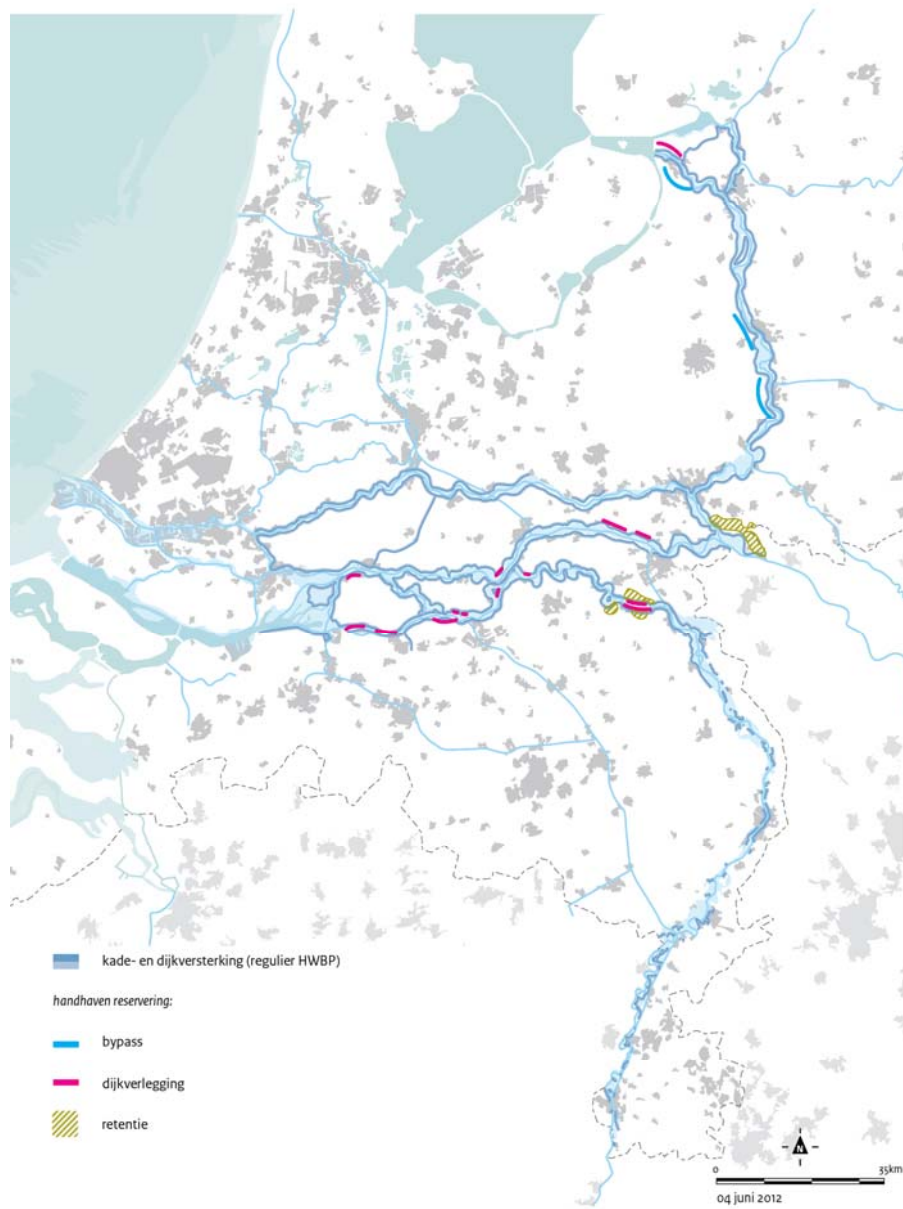 kade- en dijkversterking (regulier HWBP)
handhaven reservering:
bypass
dijkverlegging
retentie
N
0 35km
04 juni 2012